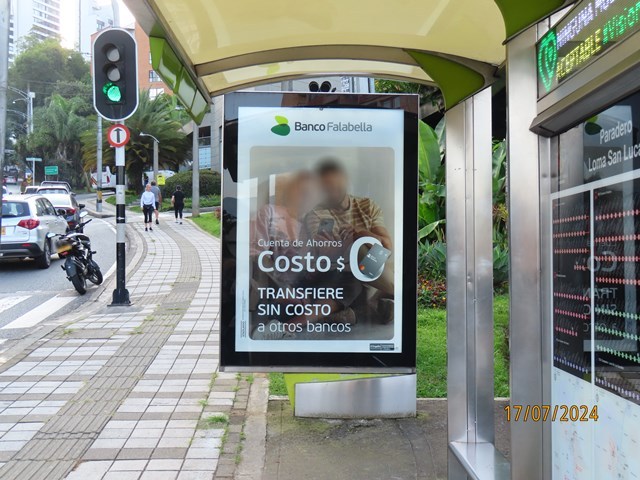 Banco Falabella
Cuenta de Ahorros
Costo $ 0
TRANSFIERE
SIN COSTO
a otros bancos
ACEPTABLE
Paradero
Loma San Luca
17/07/2024